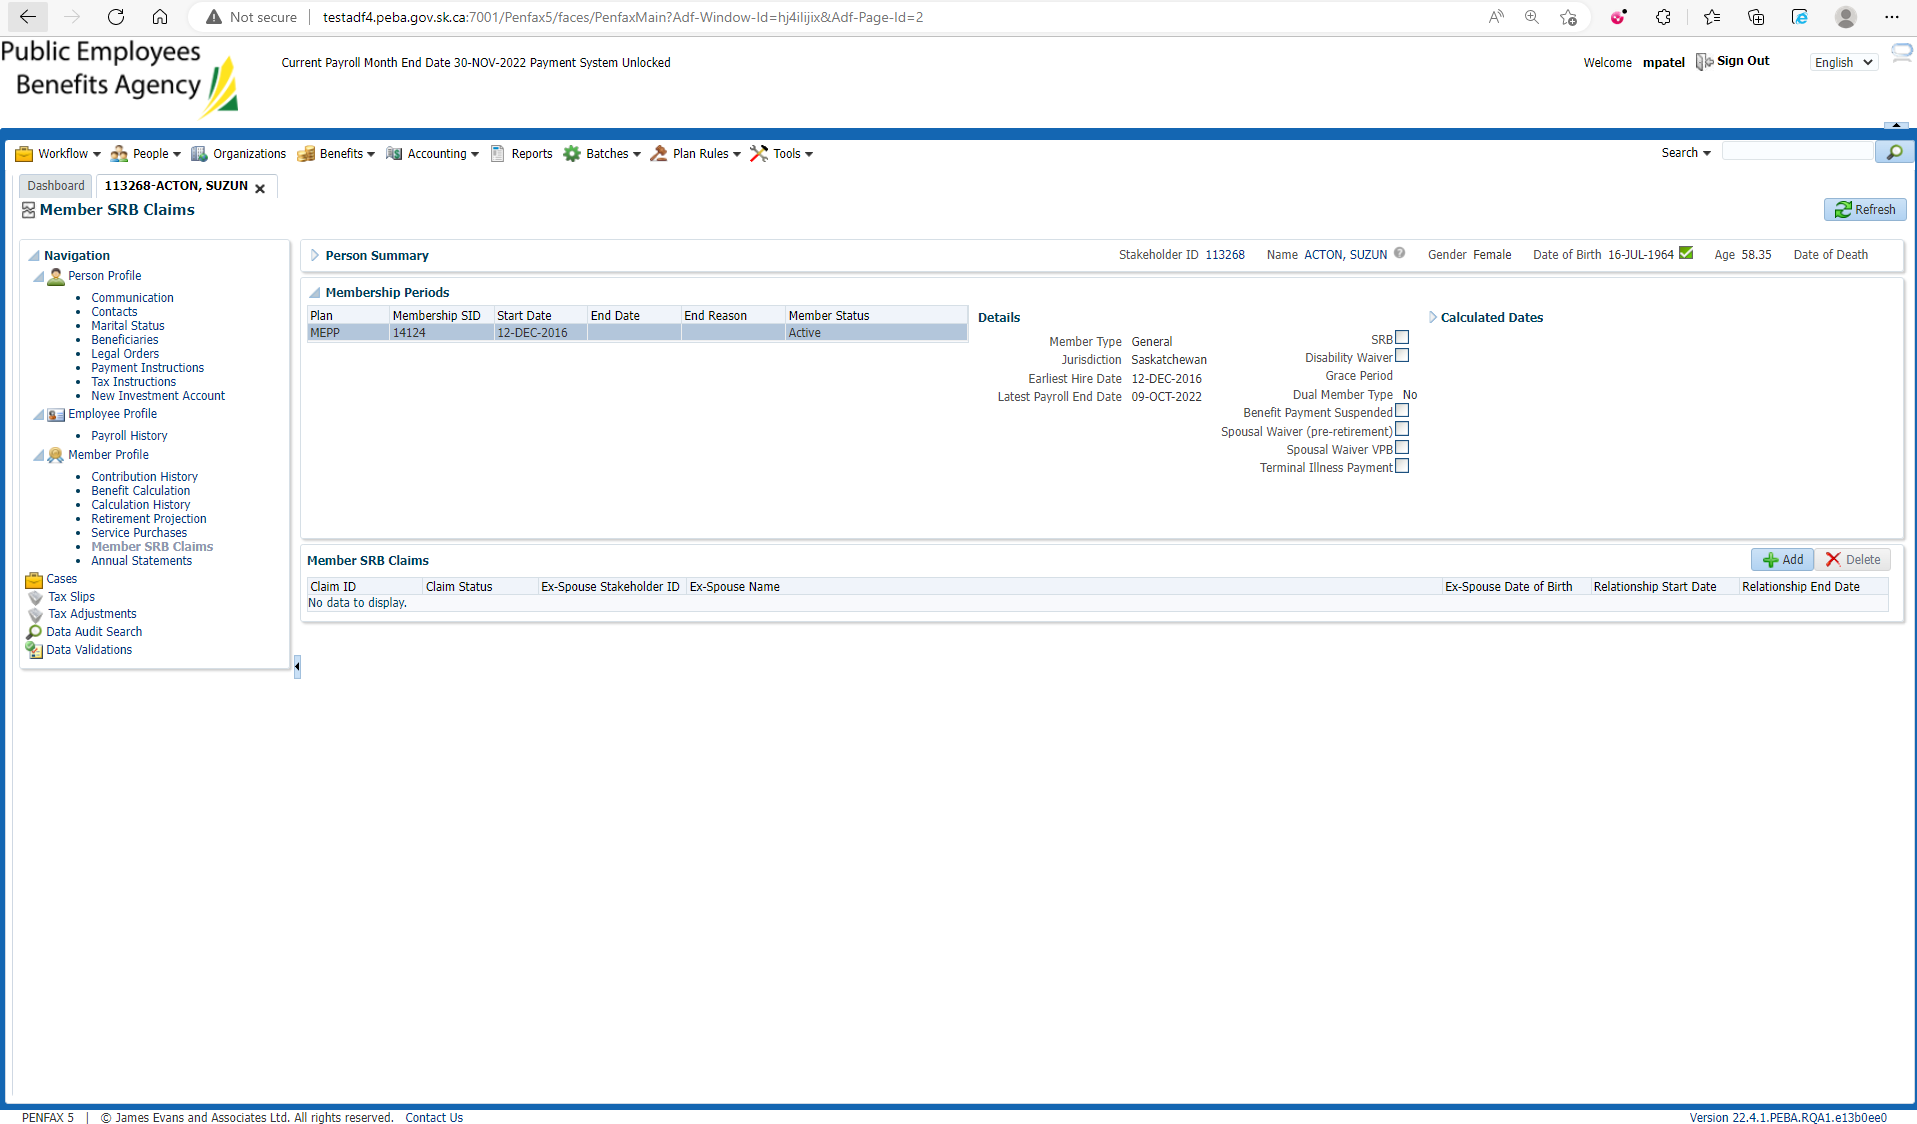 Not secure | testadf4.peba.gov.sk.ca:7001/Penfax5/faces/PenfaxMain?Adf-Window-Id=hj4ilijix&Adf-Page-Id=2
Public Employees
Benefits Agency
Current Payroll Month End Date 30-NOV-2022 Payment System Unlocked
Welcome mpatel Sign Out English
Workflow People Organizations Benefits Accounting Reports Batches Plan Rules Tools Search
Dashboard 113268-ACTON, SUZUN
Member SRB Claims
Refresh
Navigation
Person Profile
Communication
Contacts
Marital Status
Beneficiaries
Legal Orders
Payment Instructions
Tax Instructions
New Investment Account
Employee Profile
Payroll History
Member Profile
Contribution History
Benefit Calculation
Calculation History
Retirement Projection
Service Purchases
Member SRB Claims
Annual Statements
Cases
Tax Slips
Tax Adjustments
Data Audit Search
Data Validations
Person Summary Stakeholder ID 113268 Name ACTON, SUZUN Gender Female Date of Birth 16-JUL-1964 Age 58.35 Date of Death
Membership Periods
Plan Membership SID Start Date End Date End Reason Member Status
MEPP 14124 12-DEC-2016 Active
Details
Member Type General
Jurisdiction Saskatchewan
Earliest Hire Date 12-DEC-2016
Latest Payroll End Date 09-OCT-2022
SRB
Disability Waiver
Grace Period
Dual Member Type No
Benefit Payment Suspended
Spousal Waiver (pre-retirement)
Spousal Waiver VPB
Terminal Illness Payment
Calculated Dates
Member SRB Claims
Add Delete
Claim ID Claim Status Ex-Spouse Stakeholder ID Ex-Spouse Name Ex-Spouse Date of Birth Relationship Start Date Relationship End Date
No data to display.
PENFAX 5 | © James Evans and Associates Ltd. All rights reserved. Contact Us
Version 22.4.1.PEBA.RQA1.e13b0ee0